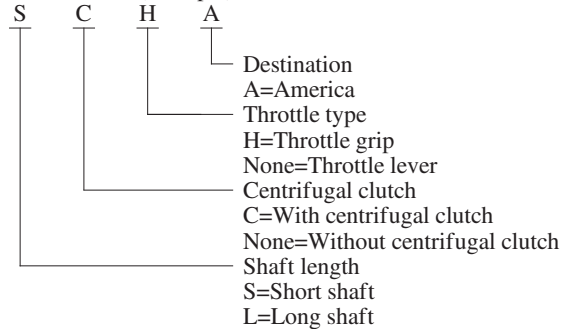 S C H A
Destination
A=America
Throttle type
H=Throttle grip
None=Throttle lever
Centrifugal clutch
C=With centrifugal clutch
None=Without centrifugal clutch
Shaft length
S=Short shaft
L=Long shaft